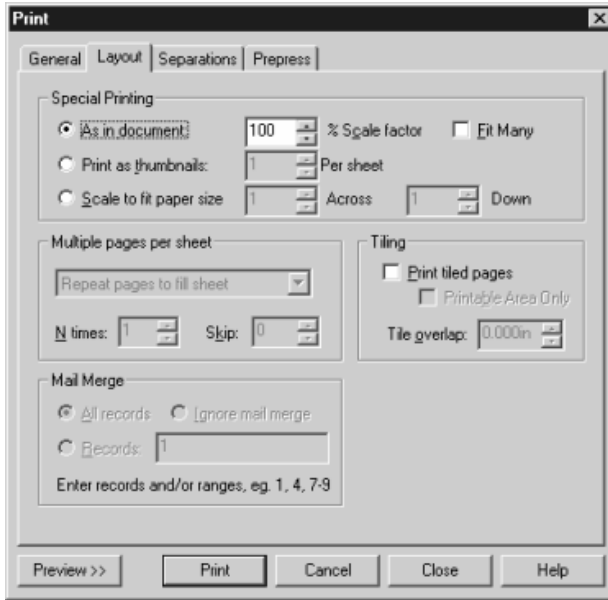 Print
General Layout Separations Prepress
Special Printing
As in document: 100 % Scale factor Fit Many
Print as thumbnails: 1 Per sheet
Scale to fit paper size 1 Across 1 Down
Multiple pages per sheet
Repeat pages to fill sheet
N times: 1 Skip: 0
Tiling
Print tiled pages
Printable Area Only
Tile overlap: 0.000in
Mail Merge
All records Ignore mail merge
Records: 1
Enter records and/or ranges, eg. 1, 4, 7-9
Preview >> Print Cancel Close Help